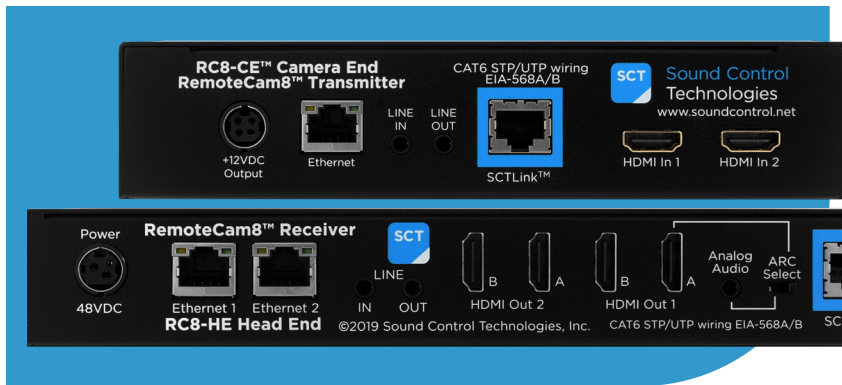 RC8-CE™ Camera End
RemoteCam8™ Transmitter
CAT6 STP/UTP wiring
EIA-568A/B
SCT
Sound Control
Technologies
www.soundcontrol.net
LINE
IN
LINE
OUT
+12VDC
Output
Ethernet
SCTLink™
HDMI In 1
HDMI In 2
Power
RemoteCam8™ Receiver
SCT
48VDC
Ethernet 1
Ethernet 2
RC8-HE Head End
LINE
IN
OUT
B
A
HDMI Out 2
B
A
HDMI Out 1
Analog
Audio
ARC
Select
©2019 Sound Control Technologies, Inc.
CAT6 STP/UTP wiring EIA-568A/B
SC